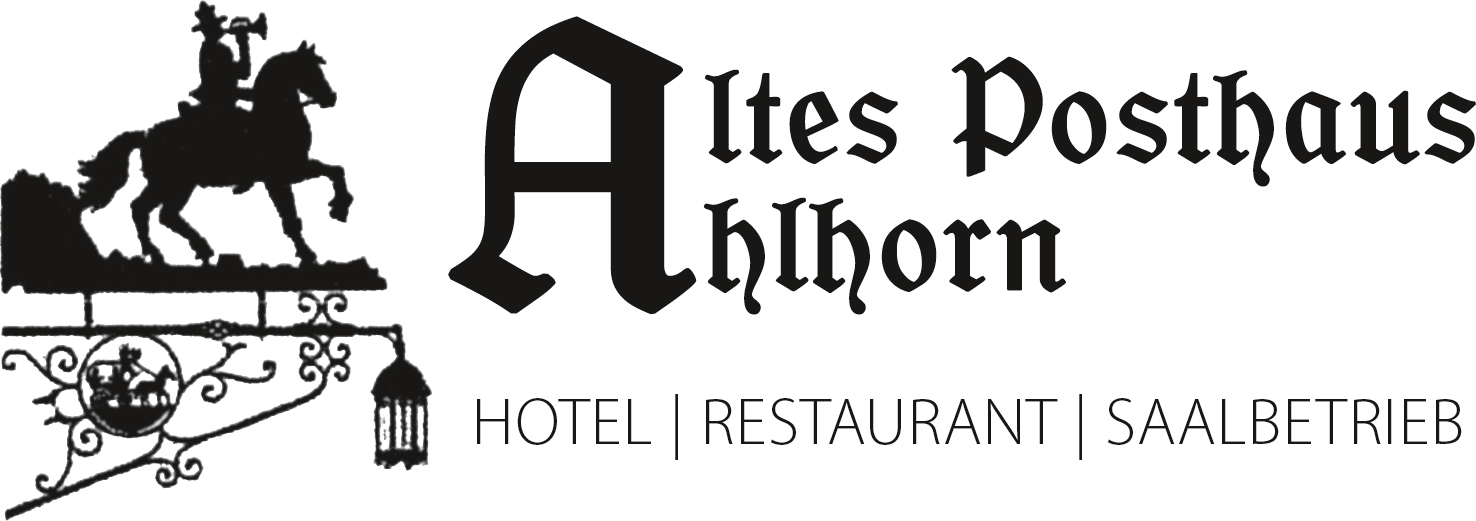 Altes Posthaus
Ahlhorn
HOTEL | RESTAURANT | SAALBETRIEB